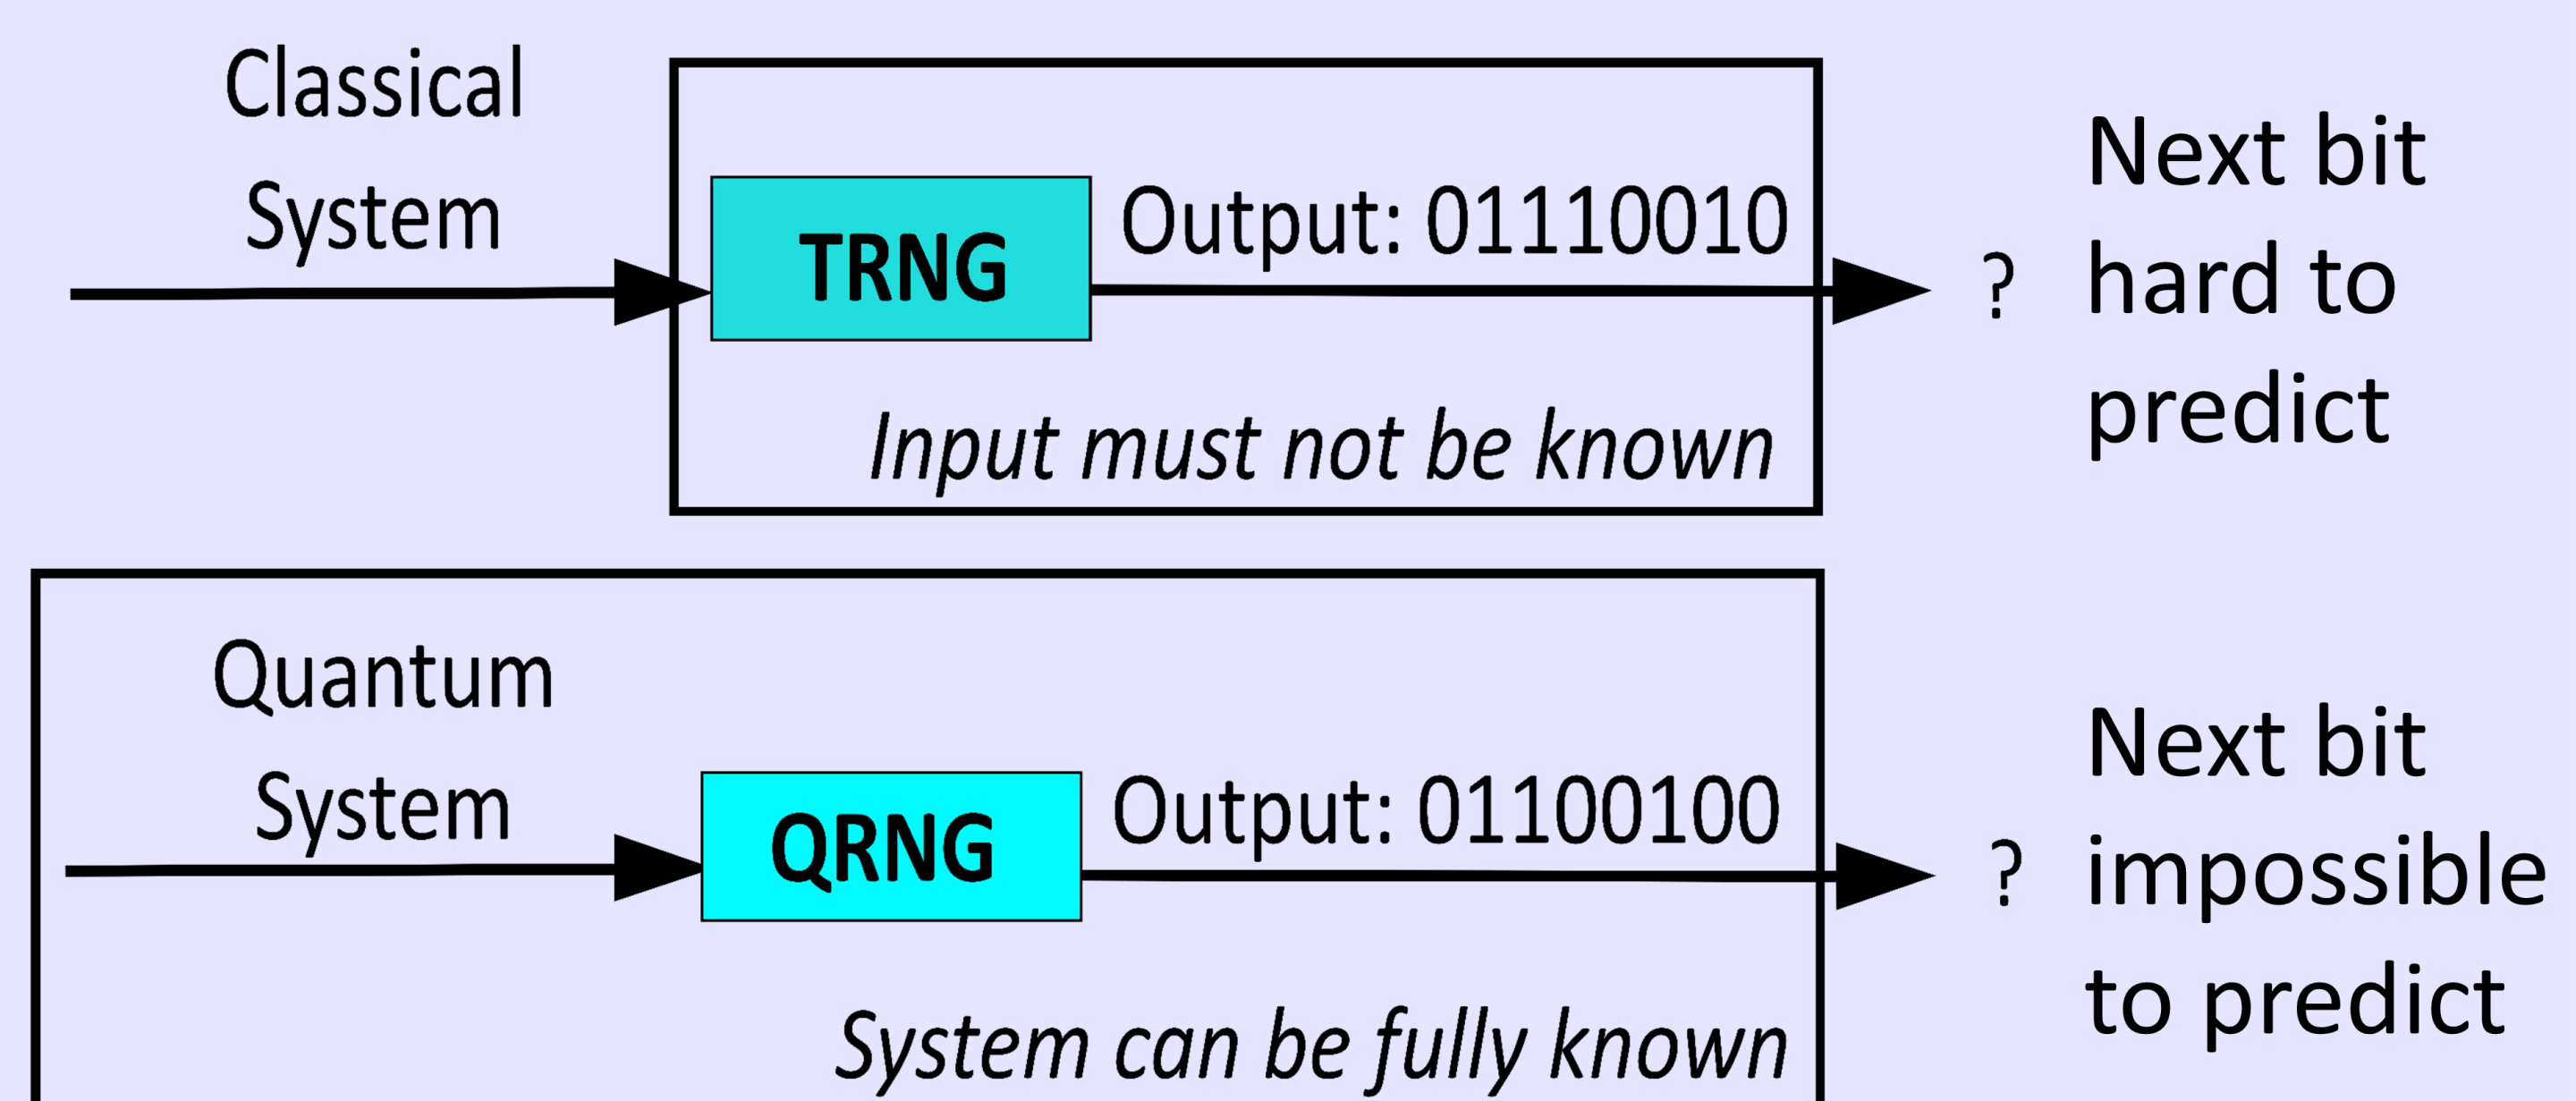 Classical
System
TRNG
Output: 01110010
Input must not be known
?
Next bit
hard to
predict
Quantum
System
QRNG
Output: 01100100
System can be fully known
?
Next bit
impossible
to predict